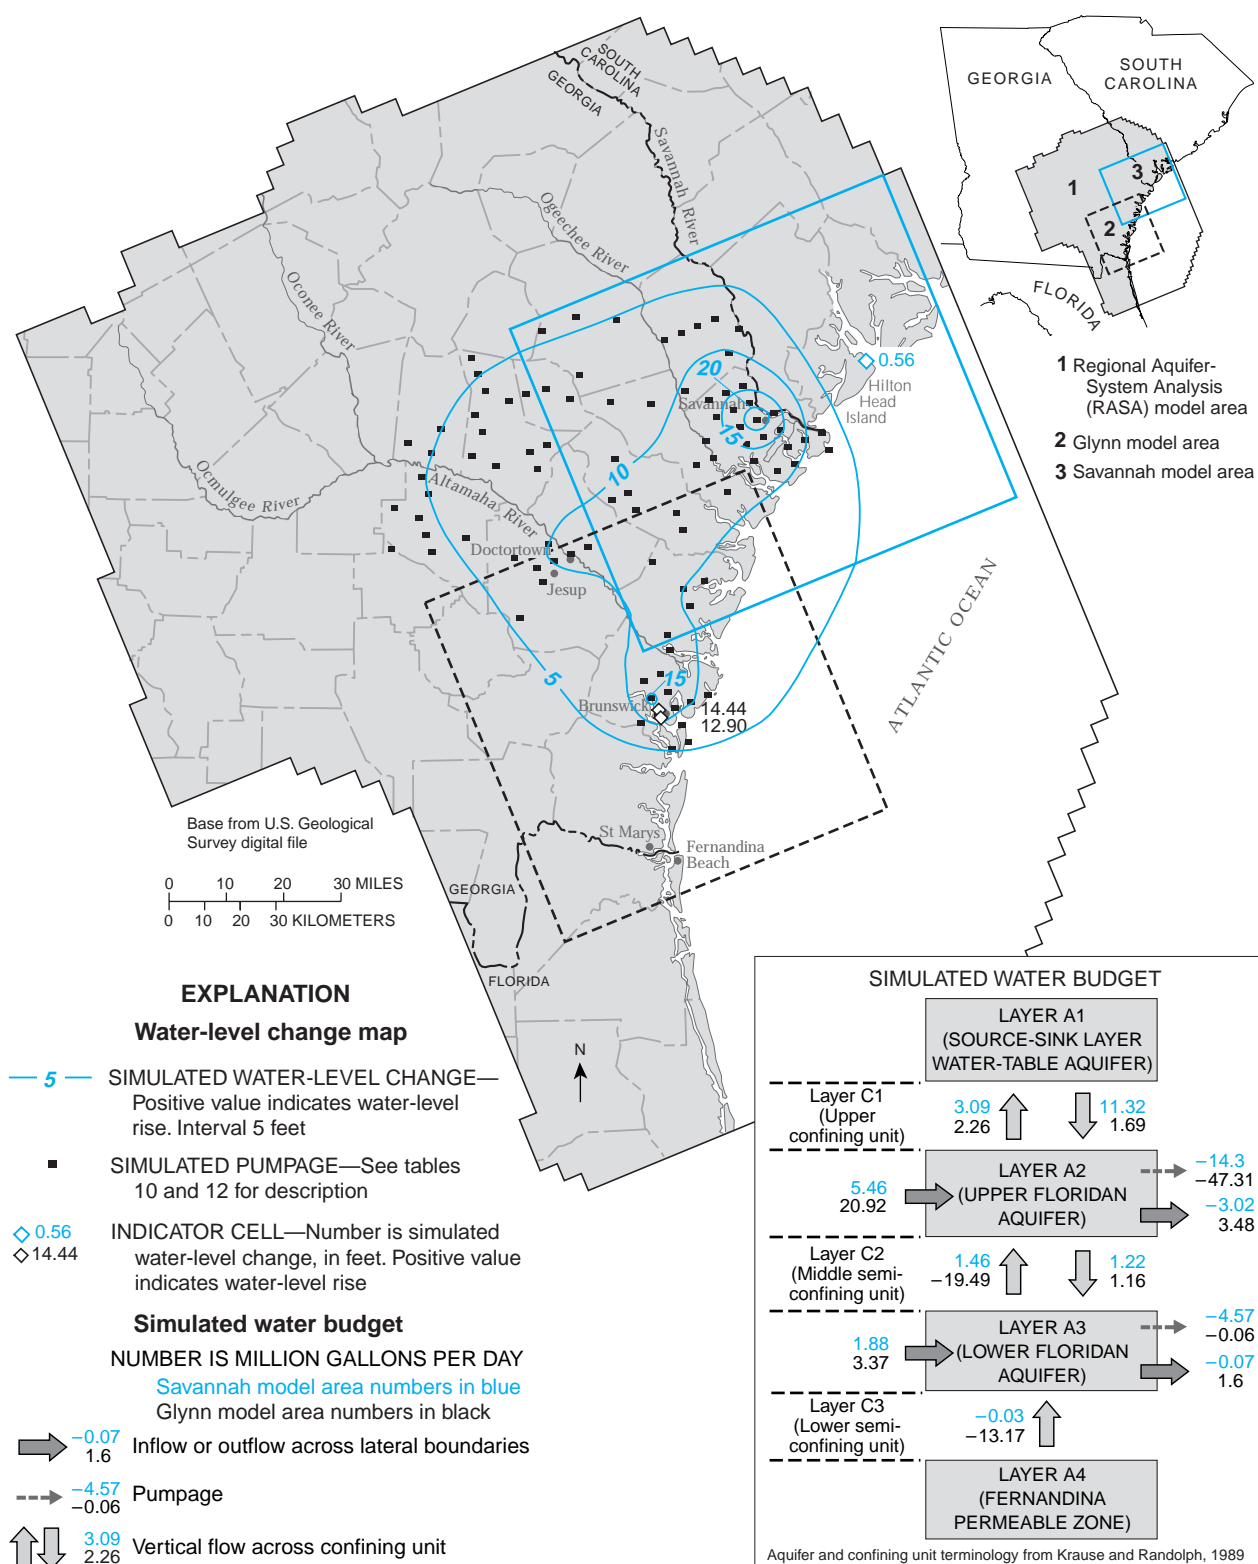 SOUTH
CAROLINA
GEORGIA
Savannah River
Ogeechee River
Oconee River
Ocmulgee River
Altamaha River
20
Savannah
15
10
0.56
Hilton
Head
Island
Doctortown
Jesup
5
15
Brunswick
14.44
12.90
ATLANTIC OCEAN
St Marys
Fernandina
Beach
GEORGIA
FLORIDA
Base from U.S. Geological
Survey digital file
0 10 20 30 MILES
0 10 20 30 KILOMETERS
N
GEORGIA
SOUTH
CAROLINA
1
3
2
FLORIDA
1 Regional Aquifer-
System Analysis
(RASA) model area
2 Glynn model area
3 Savannah model area
EXPLANATION
Water-level change map
5 SIMULATED WATER-LEVEL CHANGE—
Positive value indicates water-level
rise. Interval 5 feet
SIMULATED PUMPAGE—See tables
10 and 12 for description
0.56
14.44
INDICATOR CELL—Number is simulated
water-level change, in feet. Positive value
indicates water-level rise
Simulated water budget
NUMBER IS MILLION GALLONS PER DAY
Savannah model area numbers in blue
Glynn model area numbers in black
−0.07
1.6
Inflow or outflow across lateral boundaries
−4.57
−0.06
Pumpage
3.09
2.26
Vertical flow across confining unit
SIMULATED WATER BUDGET
LAYER A1
(SOURCE-SINK LAYER
WATER-TABLE AQUIFER)
Layer C1
(Upper
confining unit)
3.09
2.26
11.32
1.69
LAYER A2
(UPPER FLORIDAN
AQUIFER)
5.46
20.92
−14.3
−47.31
−3.02
3.48
Layer C2
(Middle semi-
confining unit)
1.46
−19.49
1.22
1.16
LAYER A3
(LOWER FLORIDAN
AQUIFER)
1.88
3.37
−4.57
−0.06
−0.07
1.6
Layer C3
(Lower semi-
confining unit)
−0.03
−13.17
LAYER A4
(FERNANDINA
PERMEABLE ZONE)
Aquifer and confining unit terminology from Krause and Randolph, 1989